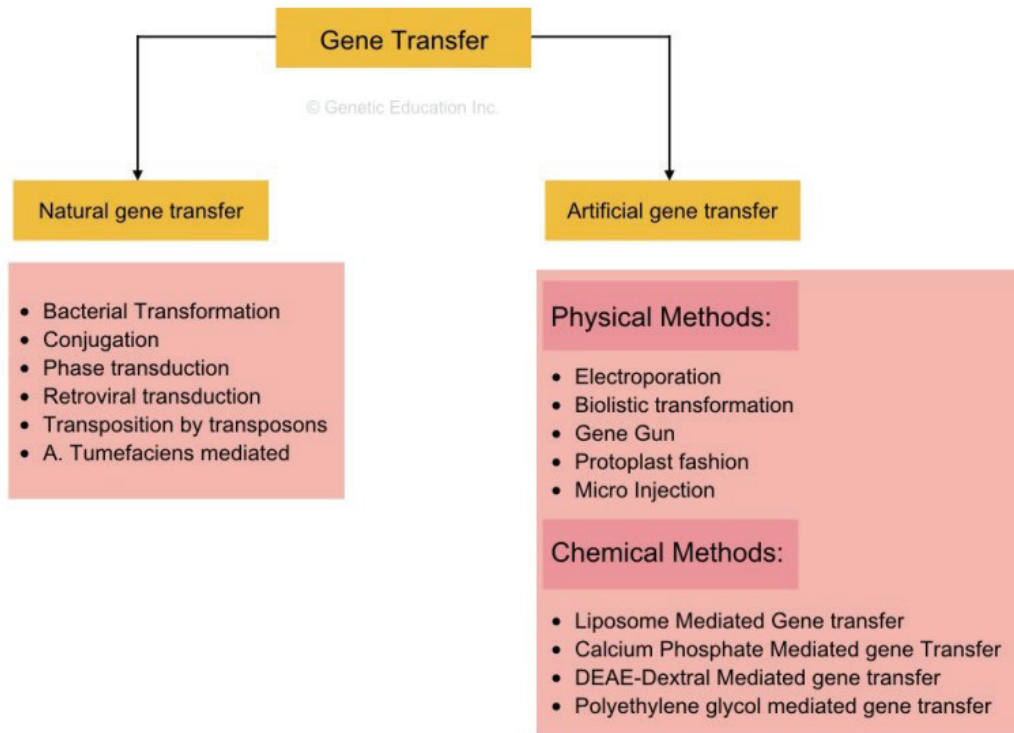 Gene Transfer
© Genetic Education Inc.
Natural gene transfer
Artificial gene transfer
• Bacterial Transformation
• Conjugation
• Phase transduction
• Retroviral transduction
• Transposition by transposons
• A. Tumefaciens mediated
Physical Methods:
• Electroporation
• Biolistic transformation
• Gene Gun
• Protoplast fashion
• Micro Injection
Chemical Methods:
• Liposome Mediated Gene transfer
• Calcium Phosphate Mediated gene Transfer
• DEAE-Dextral Mediated gene transfer
• Polyethylene glycol mediated gene transfer